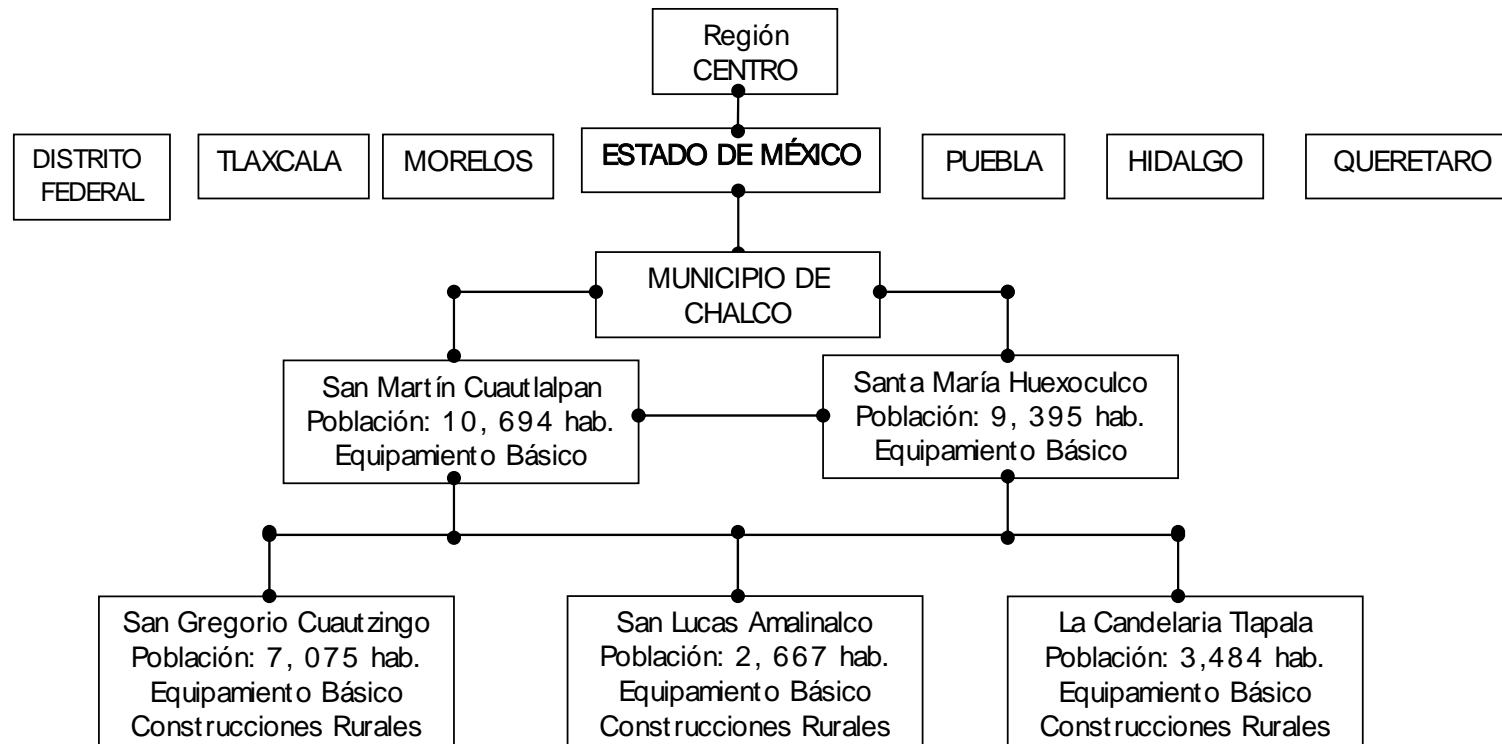 Región
CENTRO
DISTRITO
FEDERAL
TLAXCALA
MORELOS
ESTADO DE MÉXICO
PUEBLA
HIDALGO
QUERETARO
MUNICIPIO DE
CHALCO
San Martín Cuautlalpan
Población: 10, 694 hab.
Equipamiento Básico
Santa María Huexoculco
Población: 9, 395 hab.
Equipamiento Básico
San Gregorio Cuautzingo
Población: 7, 075 hab.
Equipamiento Básico
Construcciones Rurales
San Lucas Amalinalco
Población: 2, 667 hab.
Equipamiento Básico
Construcciones Rurales
La Candelaria Tlapala
Población: 3,484 hab.
Equipamiento Básico
Construcciones Rurales